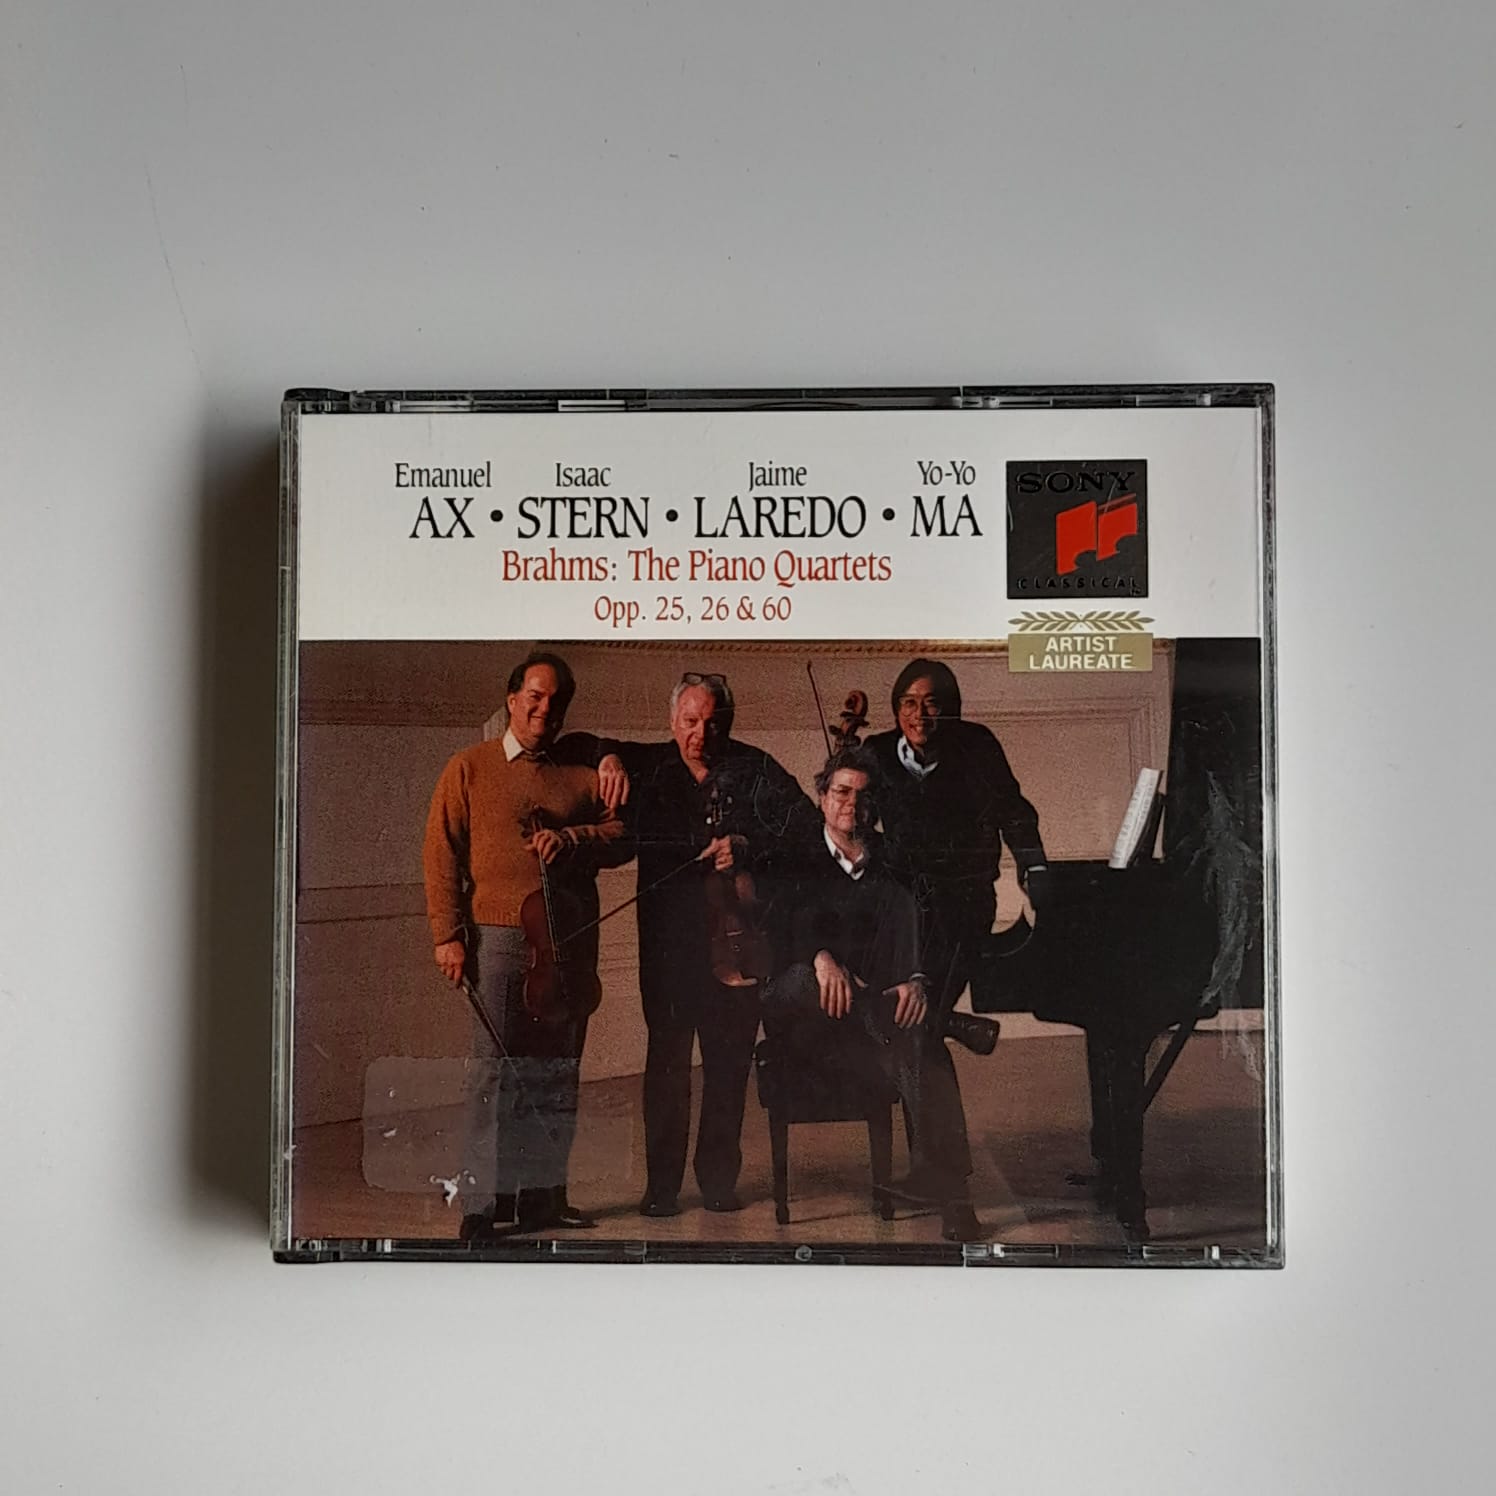 Emanuel Isaac Jaime Yo-Yo
AX • STERN • LAREDO • MA
Brahms: The Piano Quartets
Opp. 25, 26 & 60
SONY
CLASSICAL
ARTIST
LAUREATE